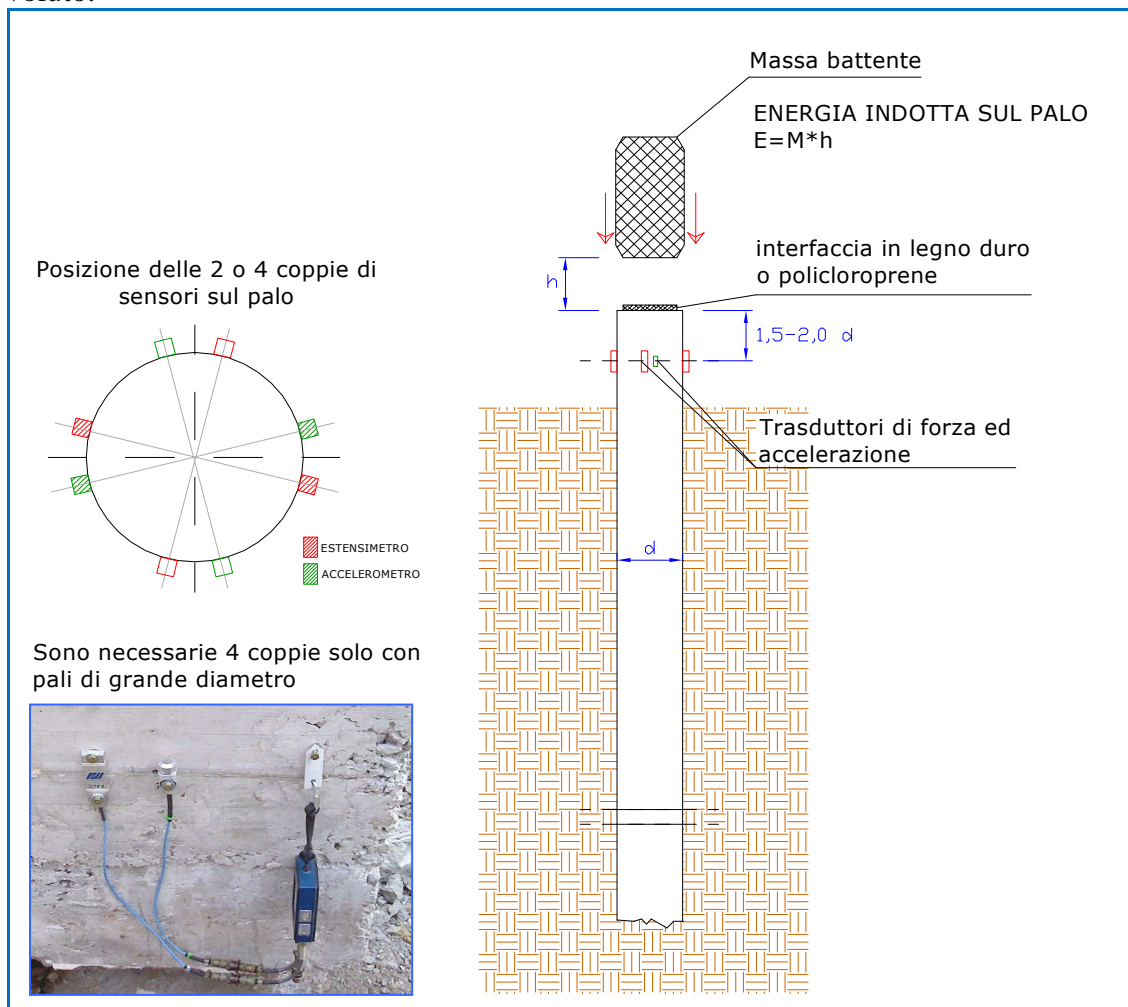 Massa battente
ENERGIA INDOTTA SUL PALO
E=M*h
interfaccia in legno duro
o policloroprene
h
1,5-2,0 d
Posizione delle 2 o 4 coppie di
sensori sul palo
Trasduttori di forza ed
accelerazione
d
ESTENSIMETRO
ACCELEROMETRO
Sono necessarie 4 coppie solo con
pali di grande diametro